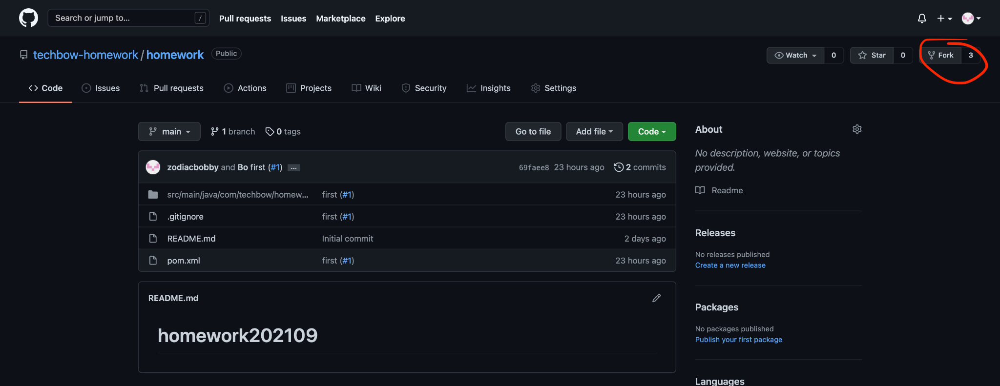 Search or jump to... / Pull requests Issues Marketplace Explore
techbow-homework / homework Public Watch 0 Star 0 Fork 3
Code Issues Pull requests Actions Projects Wiki Security Insights Settings
main 1 branch 0 tags Go to file Add file Code
zodiacbobby and Bo first (#1) ... 69faee8 23 hours ago 2 commits
src/main/java/com/techbow/homew... first (#1) 23 hours ago
.gitignore first (#1) 23 hours ago
README.md Initial commit 2 days ago
pom.xml first (#1) 23 hours ago
README.md
homework202109
About
No description, website, or topics
provided.
Readme
Releases
No releases published
Create a new release
Packages
No packages published
Publish your first package
Languages